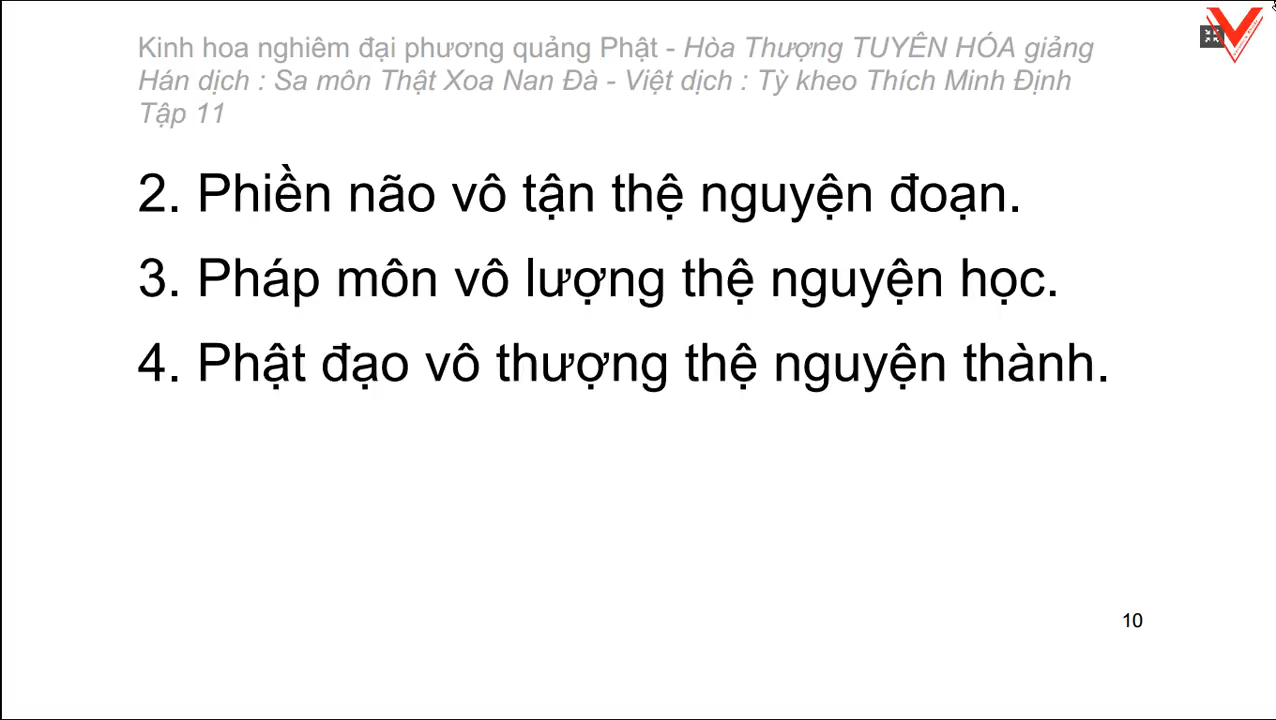 Kinh hoa nghiêm đại phương quảng Phật - Hòa Thượng TUYÊN HÓA giảng
Hán dịch : Sa môn Thật Xoa Nan Đà - Việt dịch : Tỳ kheo Thích Minh Định
Tập 11
2. Phiền não vô tận thệ nguyện đoạn.
3. Pháp môn vô lượng thệ nguyện học.
4. Phật đạo vô thượng thệ nguyện thành.
10